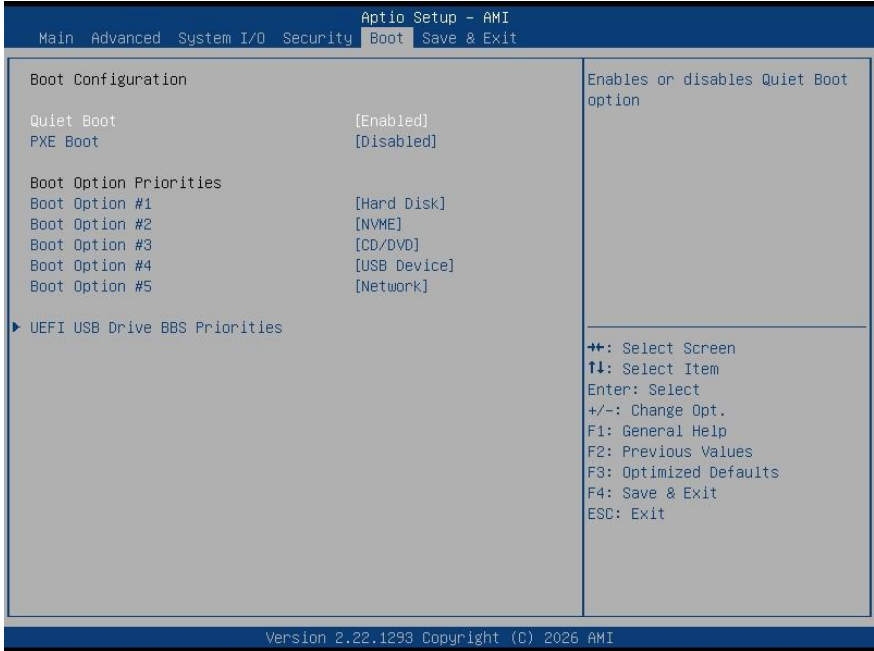 Aptio Setup - AMI
Main Advanced System I/O Security Boot Save & Exit
Boot Configuration
Quiet Boot [Enabled]
PXE Boot [Disabled]
Boot Option Priorities
Boot Option #1 [Hard Disk]
Boot Option #2 [NVME]
Boot Option #3 [CD/DVD]
Boot Option #4 [USB Device]
Boot Option #5 [Network]
UEFI USB Drive BBS Priorities
Enables or disables Quiet Boot
option
→←: Select Screen
↑↓: Select Item
Enter: Select
+/-: Change Opt.
F1: General Help
F2: Previous Values
F3: Optimized Defaults
F4: Save & Exit
ESC: Exit
Version 2.22.1293 Copyright (C) 2026 AMI